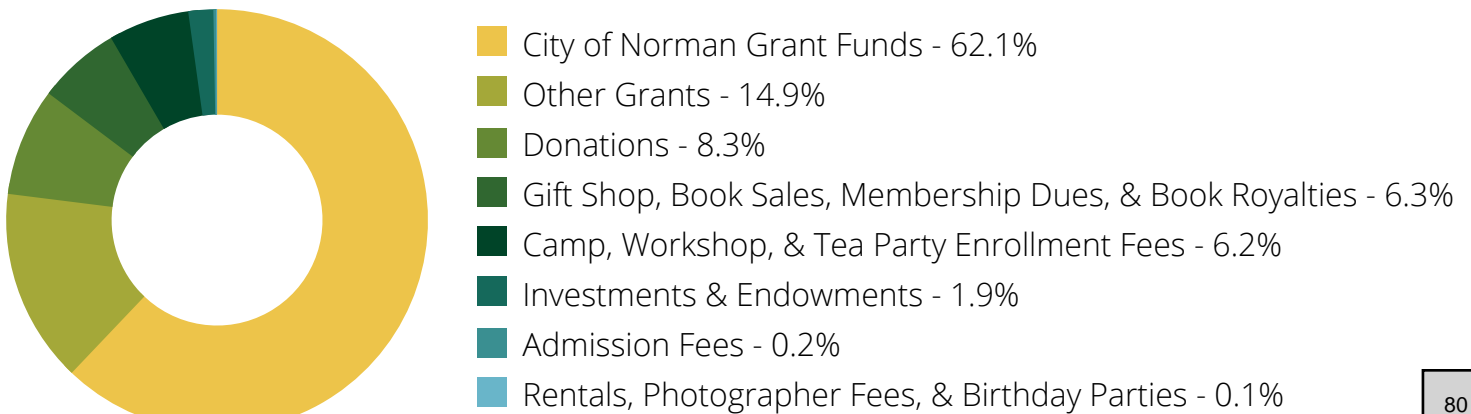 City of Norman Grant Funds - 62.1%
Other Grants - 14.9%
Donations - 8.3%
Gift Shop, Book Sales, Membership Dues, & Book Royalties - 6.3%
Camp, Workshop, & Tea Party Enrollment Fees - 6.2%
Investments & Endowments - 1.9%
Admission Fees - 0.2%
Rentals, Photographer Fees, & Birthday Parties - 0.1%
80